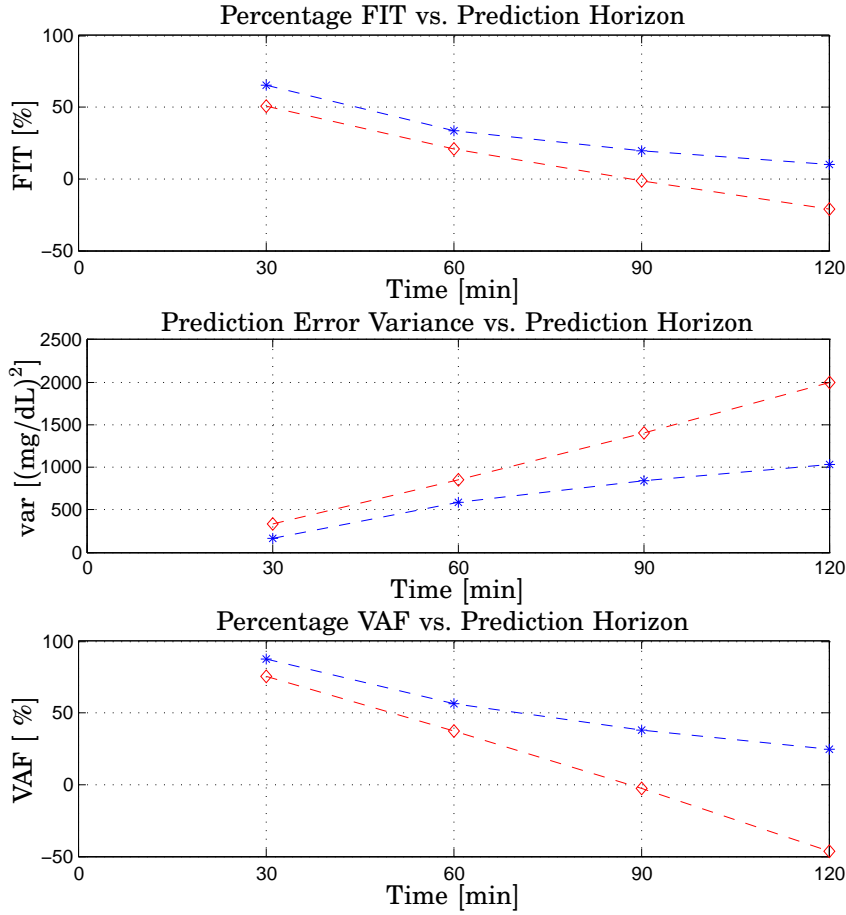 Percentage FIT vs. Prediction Horizon
100
50
0
−50
FIT [%]
0 30 60 90 120
Time [min]
Prediction Error Variance vs. Prediction Horizon
2500
2000
1500
1000
500
0
var [(mg/dL)²]
0 30 60 90 120
Time [min]
Percentage VAF vs. Prediction Horizon
100
50
0
−50
VAF [ %]
0 30 60 90 120
Time [min]